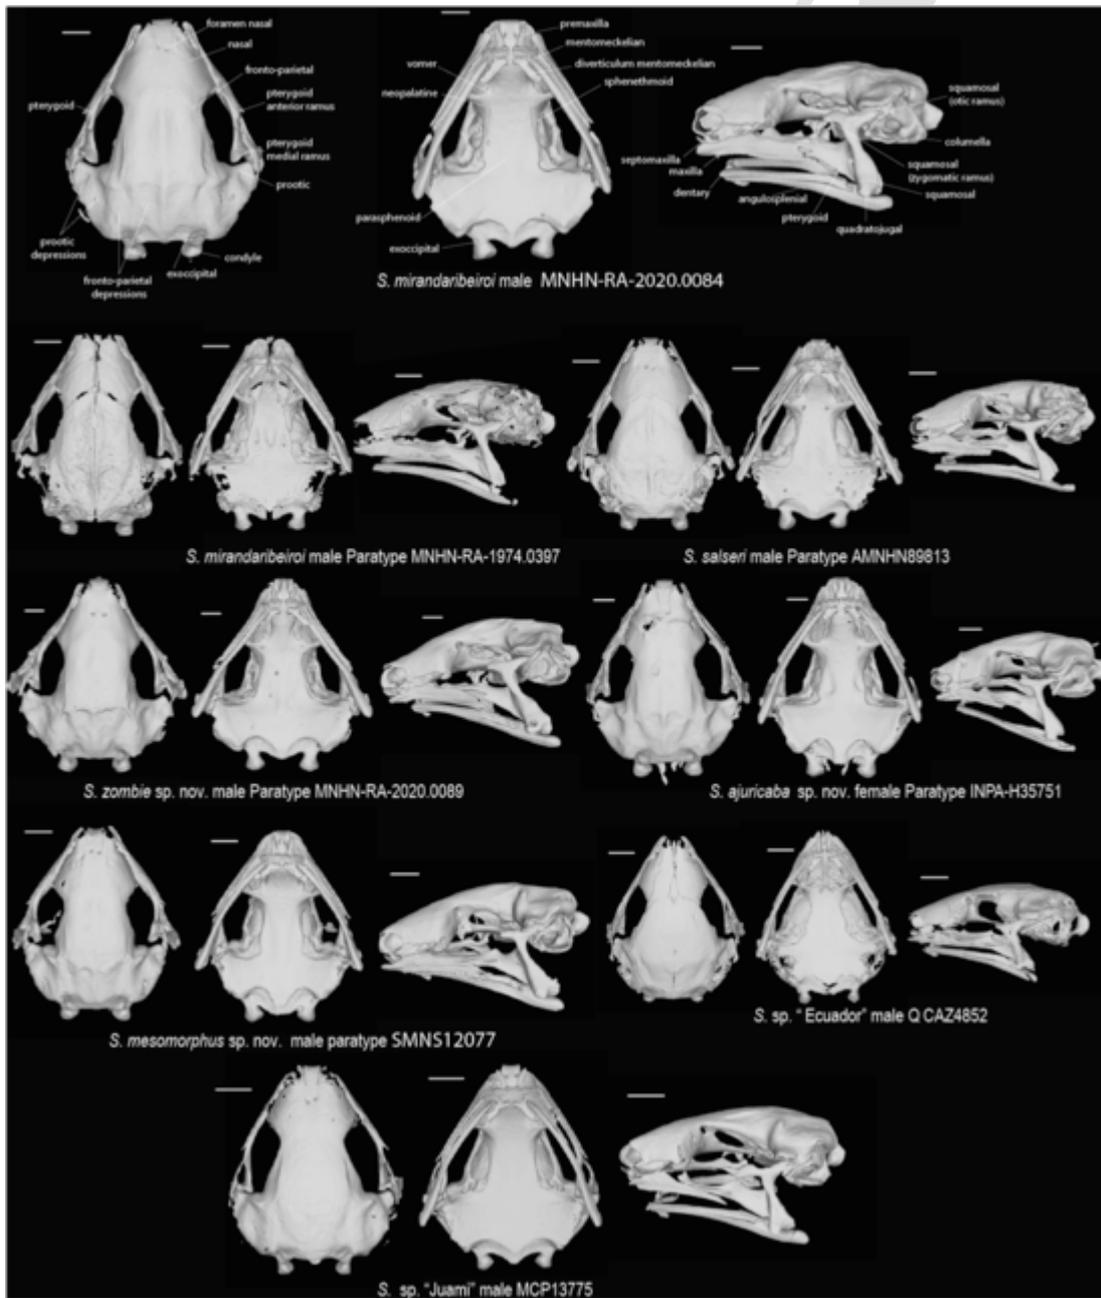 foramen nasal
nasal
fronto-parietal
pterygoid
pterygoid
anterior ramus
pterygoid
medial ramus
prootic
prootic
depressions
fronto-parietal
depressions
exoccipital
condyle
premaxilla
mentomeckelian
diverticulum mentomeckelian
sphenethmoid
vomer
neopalatine
parasphenoid
exoccipital
squamosal
(otic ramus)
columella
squamosal
(zygomatic ramus)
squamosal
septomaxilla
maxilla
dentary
angulosplenial
pterygoid
quadratojugal
S. mirandaribeiroi male MNHN-RA-2020.0084
S. mirandaribeiroi male Paratype MNHN-RA-1974.0397
S. salseri male Paratype AMNHN89813
S. zombie sp. nov. male Paratype MNHN-RA-2020.0089
S. ajuricaba sp. nov. female Paratype INPA-H35751
S. mesomorphus sp. nov. male paratype SMNS12077
S. sp. " Ecuador" male Q CAZ4852
S. sp. "Juami" male MCP13775